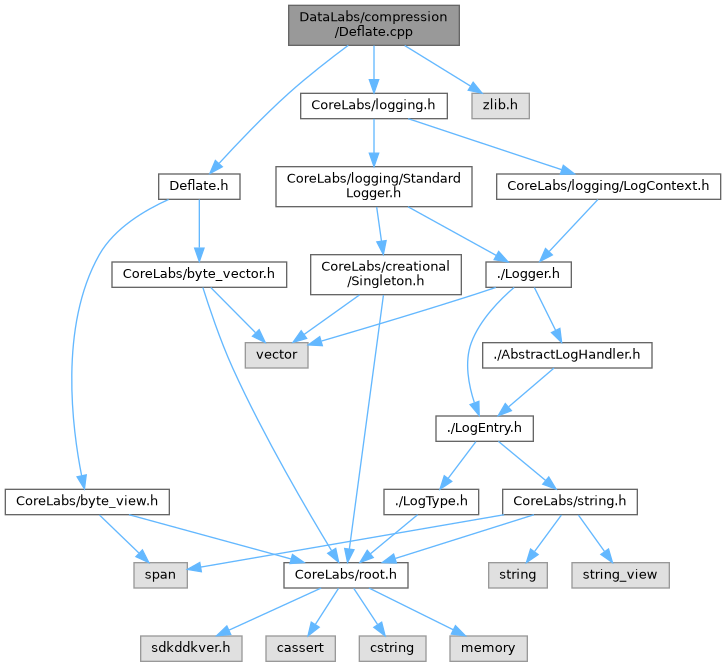 DataLabs/compression
/Deflate.cpp
CoreLabs/logging.h
zlib.h
Deflate.h
CoreLabs/logging/Standard
Logger.h
CoreLabs/logging/LogContext.h
CoreLabs/byte_vector.h
CoreLabs/creational
/Singleton.h
./Logger.h
vector
./AbstractLogHandler.h
./LogEntry.h
CoreLabs/byte_view.h
./LogType.h
CoreLabs/string.h
span
CoreLabs/root.h
string
string_view
sdkddkver.h
cassert
cstring
memory